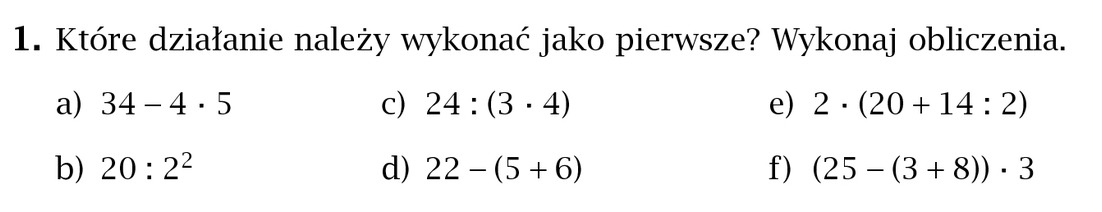 1. Które działanie należy wykonać jako pierwsze? Wykonaj obliczenia.
a) 34 – 4 · 5 c) 24 : (3 · 4) e) 2 · (20 + 14 : 2)
b) 20 : 2² d) 22 – (5 + 6) f) (25 – (3 + 8)) · 3